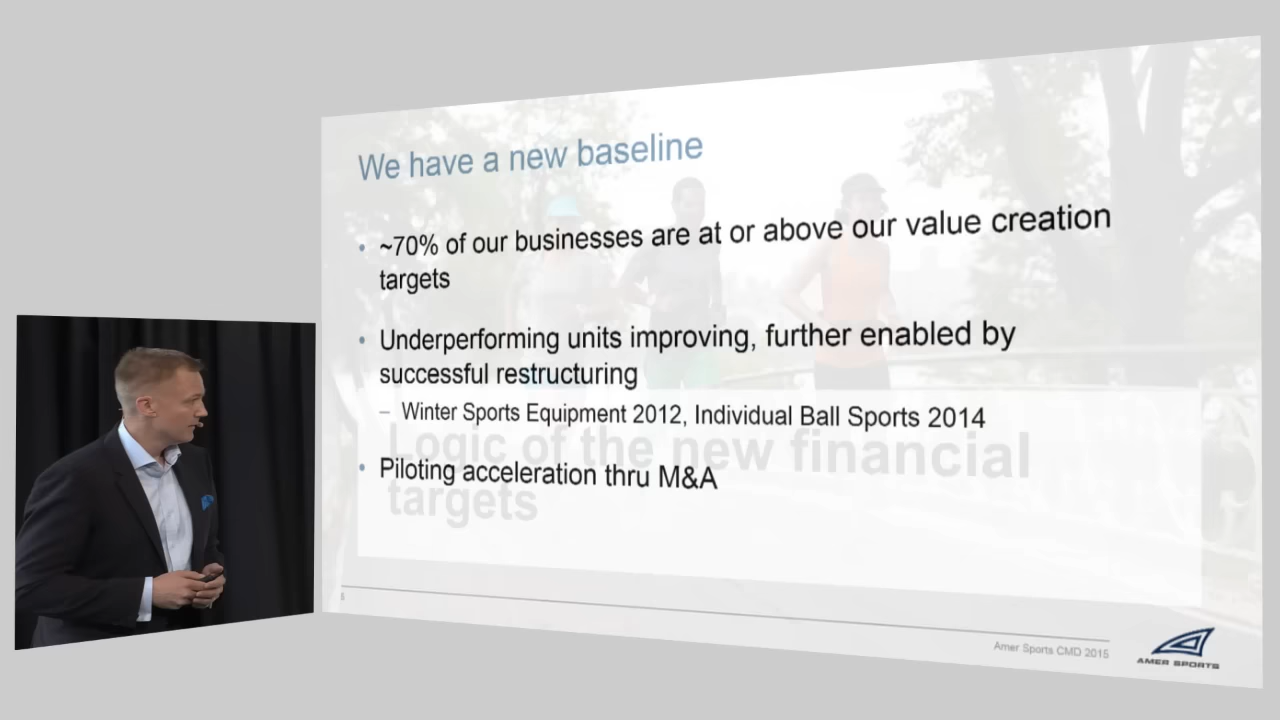 We have a new baseline
• ~70% of our businesses are at or above our value creation
targets
• Underperforming units improving, further enabled by
successful restructuring
– Winter Sports Equipment 2012, Individual Ball Sports 2014
Logic of the new financial
• Piloting acceleration thru M&A
targets
Amer Sports CMD 2015
AMER SPORTS